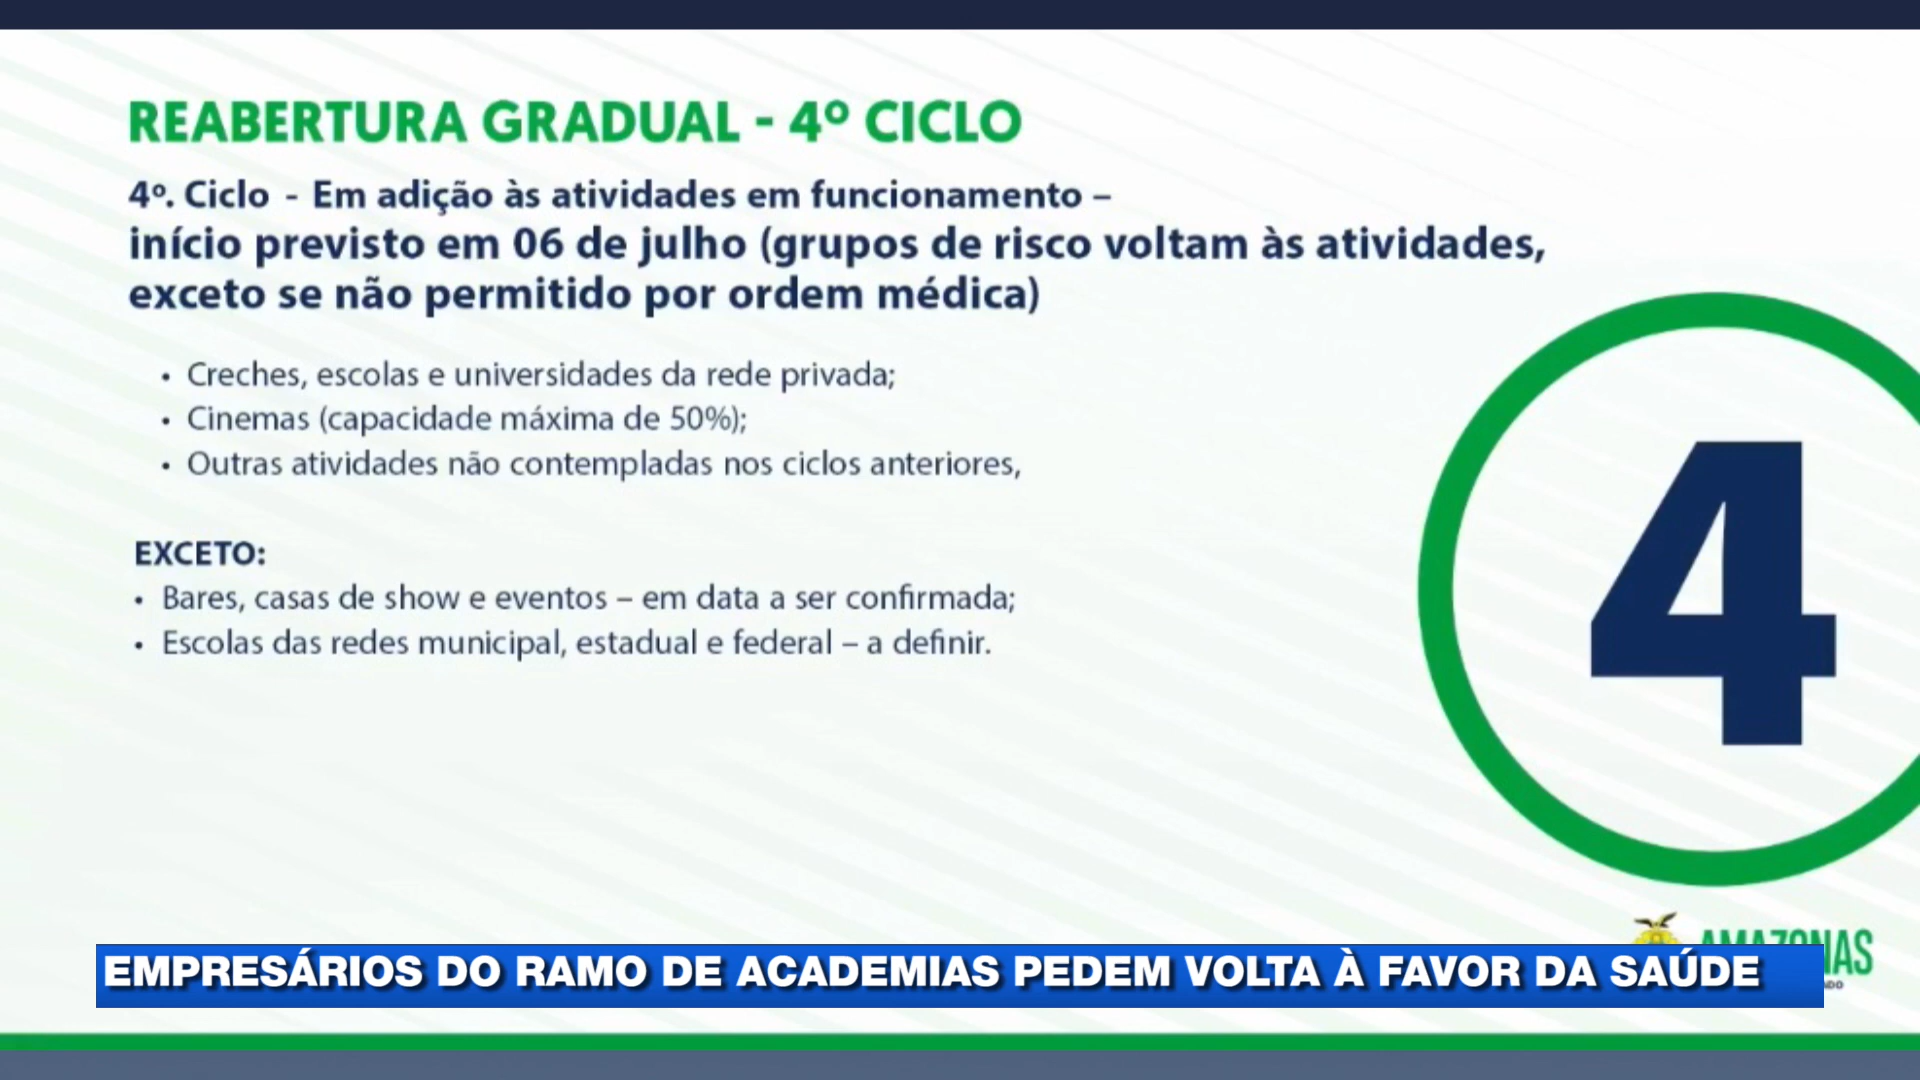 REABERTURA GRADUAL - 4º CICLO
4º. Ciclo - Em adição às atividades em funcionamento –
início previsto em 06 de julho (grupos de risco voltam às atividades,
exceto se não permitido por ordem médica)
• Creches, escolas e universidades da rede privada;
• Cinemas (capacidade máxima de 50%);
• Outras atividades não contempladas nos ciclos anteriores,
EXCETO:
• Bares, casas de show e eventos – em data a ser confirmada;
• Escolas das redes municipal, estadual e federal – a definir.
4
AMAZONAS
EMPRESÁRIOS DO RAMO DE ACADEMIAS PEDEM VOLTA À FAVOR DA SAÚDE